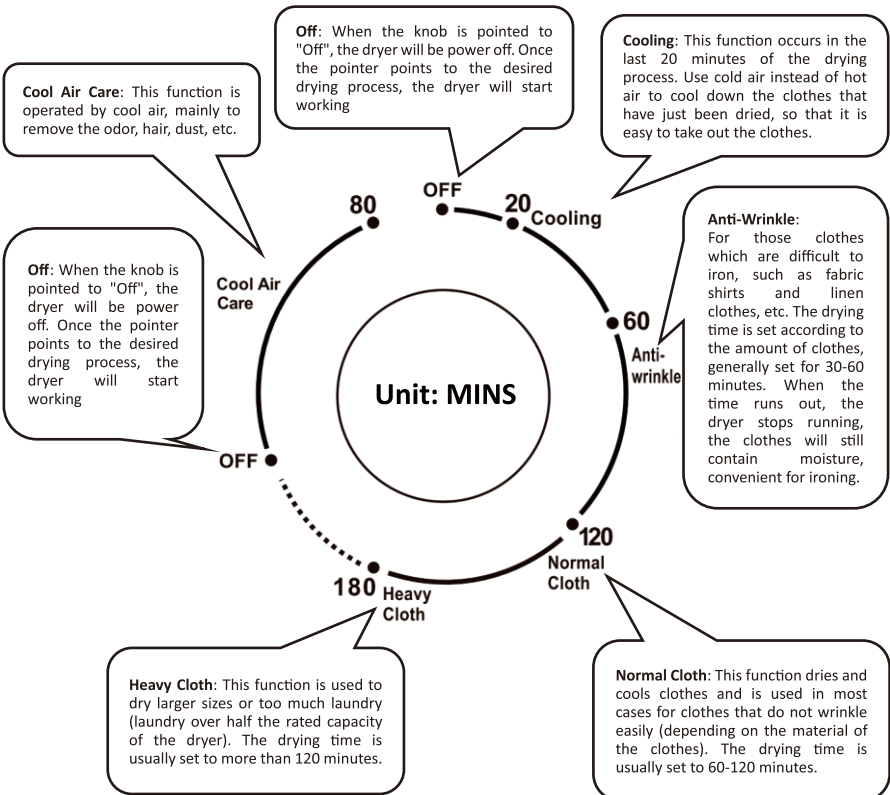 Off: When the knob is pointed to
"Off", the dryer will be power off. Once
the pointer points to the desired
drying process, the dryer will start
working
Cooling: This function occurs in the
last 20 minutes of the drying
process. Use cold air instead of hot
air to cool down the clothes that
have just been dried, so that it is
easy to take out the clothes.
Cool Air Care: This function is
operated by cool air, mainly to
remove the odor, hair, dust, etc.
OFF
80
20
Cooling
Anti-Wrinkle:
For those clothes
which are difficult to
iron, such as fabric
shirts and linen
clothes, etc. The drying
time is set according to
the amount of clothes,
generally set for 30-60
minutes. When the
time runs out, the
dryer stops running,
the clothes will still
contain moisture,
convenient for ironing.
Off: When the knob is
pointed to "Off", the
dryer will be power
off. Once the pointer
points to the desired
drying process, the
dryer will start
working
Cool Air
Care
60
Anti-
wrinkle
Unit: MINS
OFF
120
Normal
Cloth
180
Heavy
Cloth
Heavy Cloth: This function is used to
dry larger sizes or too much laundry
(laundry over half the rated capacity
of the dryer). The drying time is
usually set to more than 120 minutes.
Normal Cloth: This function dries and
cools clothes and is used in most
cases for clothes that do not wrinkle
easily (depending on the material of
the clothes). The drying time is
usually set to 60-120 minutes.